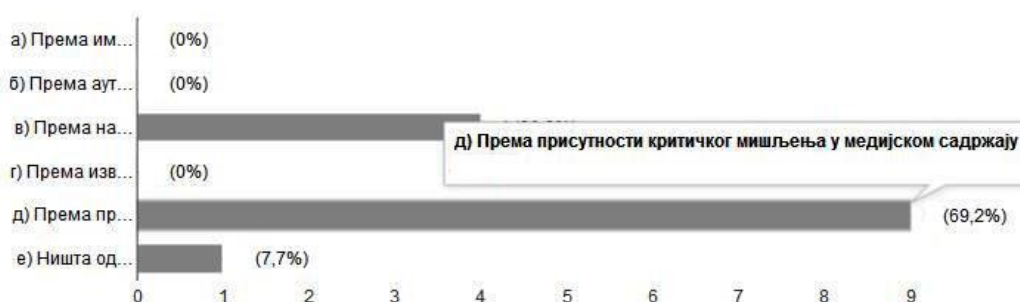 а) Према им... (0%)
б) Према аут... (0%)
в) Према на...
д) Према присутности критичког мишљења у медијском садржају
г) Према изв... (0%)
д) Према пр... (69,2%)
е) Ништа од... (7,7%)
0 1 2 3 4 5 6 7 8 9